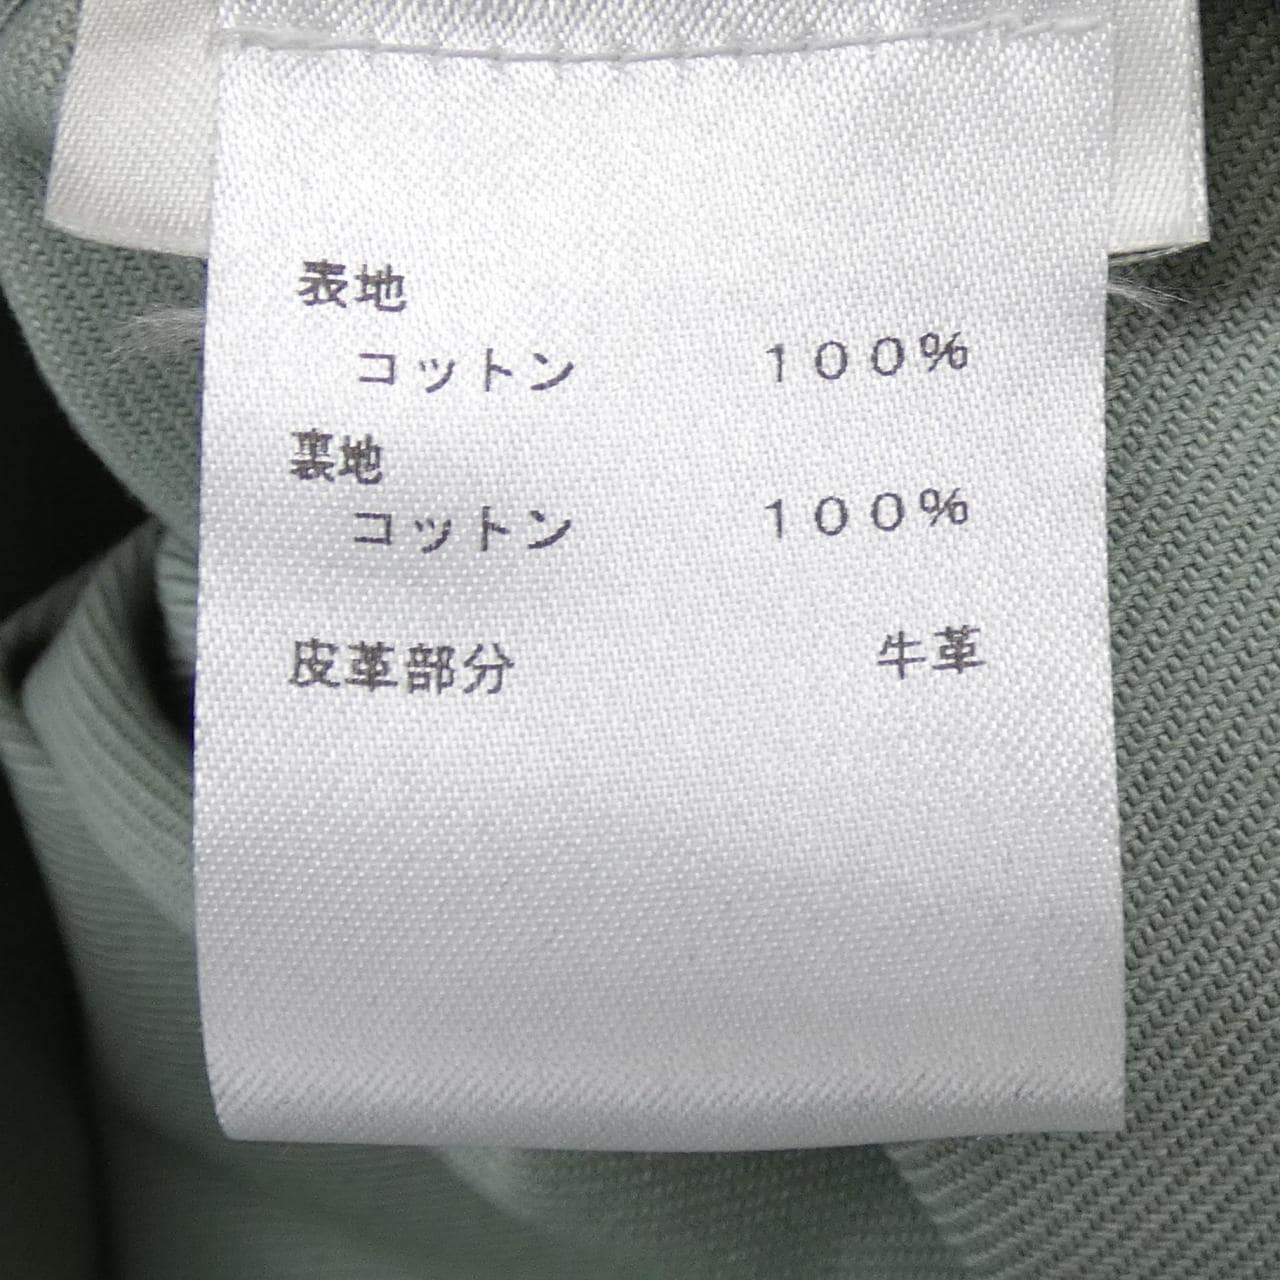 表地
コットン 100%
裏地
コットン 100%
皮革部分 牛革